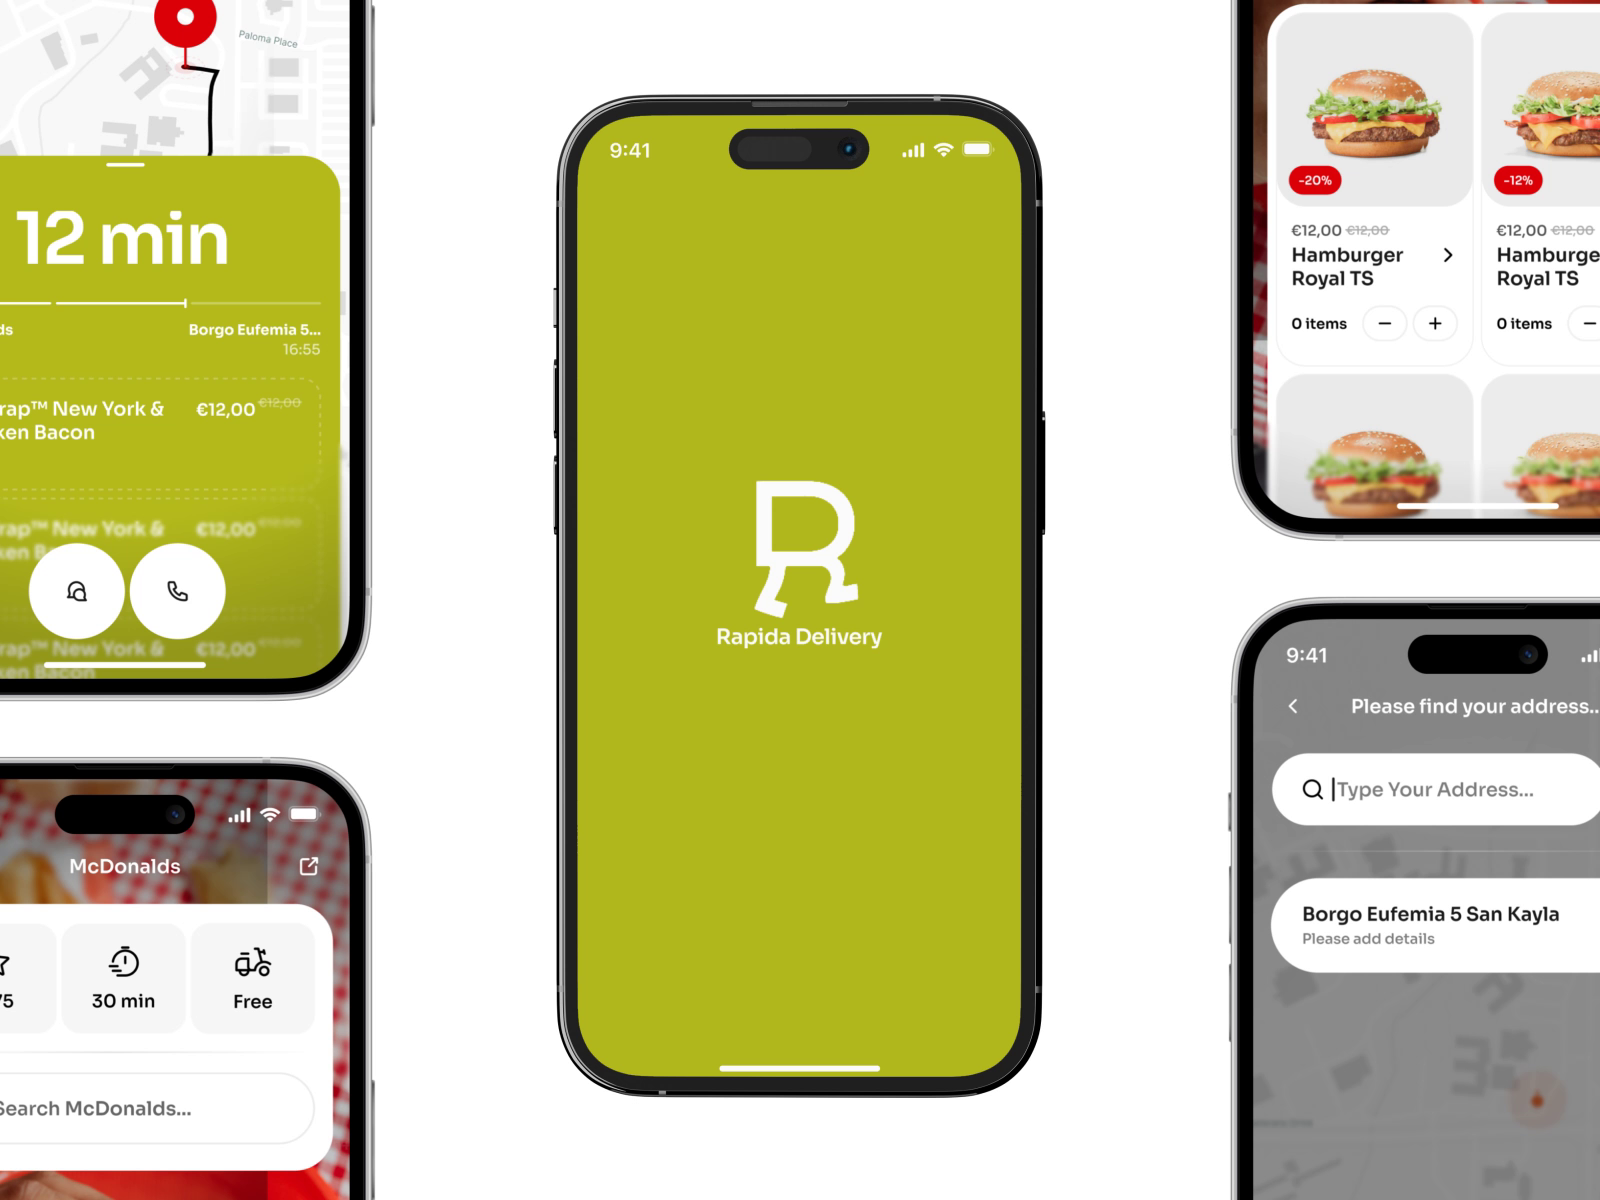 Paloma Place
12 min
ds
Borgo Eufemia 5...
16:55
rap™ New York &
ken Bacon
€12,00 €12,00
rap™ New York &
ken B
€12,00 €12,00
rap™ New York &
ken Bacon
€12,00 €12,00
McDonalds
75
30 min
Free
Search McDonalds...
9:41
R
Rapida Delivery
-20%
€12,00 €12,00
Hamburger
Royal TS
0 items
-12%
€12,00 €12,00
Hamburge
Royal TS
0 items
9:41
Please find your address..
Type Your Address...
Borgo Eufemia 5 San Kayla
Please add details